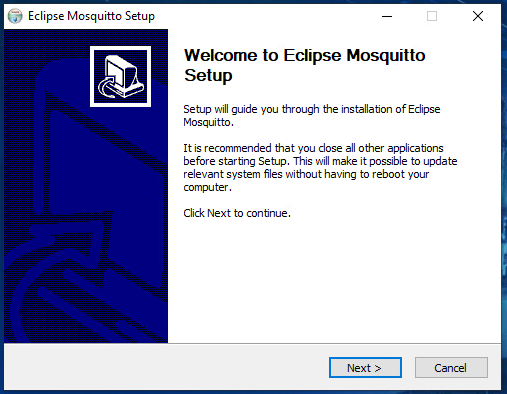 Eclipse Mosquitto Setup
Welcome to Eclipse Mosquitto
Setup
Setup will guide you through the installation of Eclipse
Mosquitto.
It is recommended that you close all other applications
before starting Setup. This will make it possible to update
relevant system files without having to reboot your
computer.
Click Next to continue.
Next >
Cancel